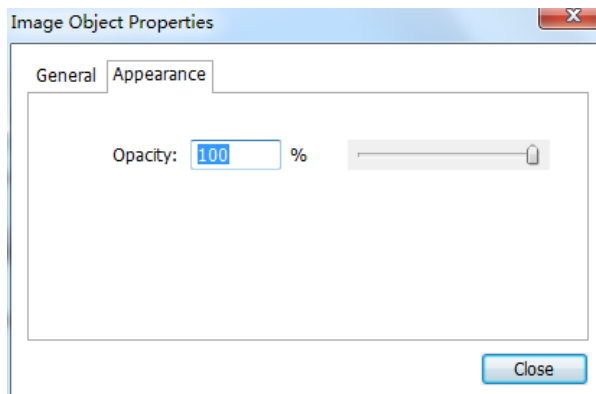 Image Object Properties
General Appearance
Opacity: 100 %
Close